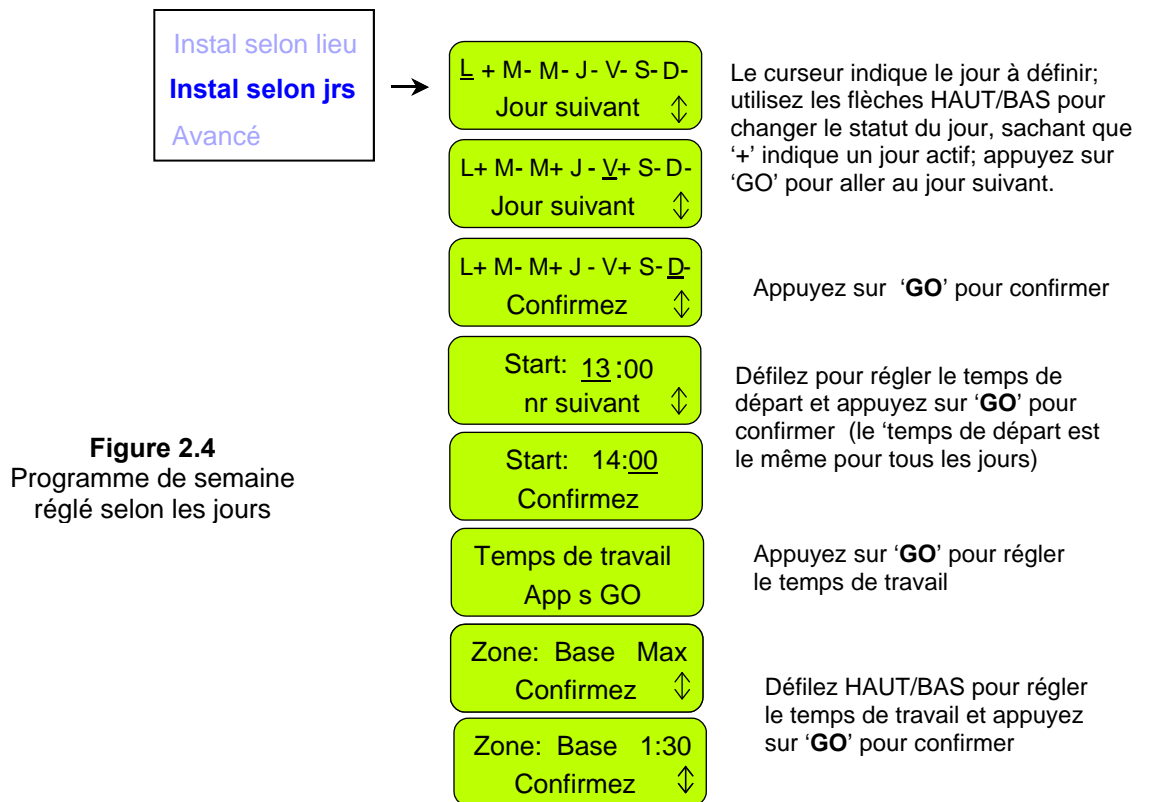 Instal selon lieu
Instal selon jrs
Avancé
L + M- M- J - V- S- D-
Jour suivant ↕
Le curseur indique le jour à définir;
utilisez les flèches HAUT/BAS pour
changer le statut du jour, sachant que
‘+’ indique un jour actif; appuyez sur
‘GO’ pour aller au jour suivant.
L+ M- M+ J - V+ S- D-
Jour suivant ↕
L+ M- M+ J - V+ S- D-
Confirmez ↕
Appuyez sur ‘GO’ pour confirmer
Start: 13:00
nr suivant ↕
Défilez pour régler le temps de
départ et appuyez sur ‘GO’ pour
confirmer (le ‘temps de départ est
le même pour tous les jours)
Start: 14:00
Confirmez
Figure 2.4
Programme de semaine
réglé selon les jours
Temps de travail
App s GO
Appuyez sur ‘GO’ pour régler
le temps de travail
Zone: Base Max
Confirmez ↕
Défilez HAUT/BAS pour régler
le temps de travail et appuyez
sur ‘GO’ pour confirmer
Zone: Base 1:30
Confirmez ↕